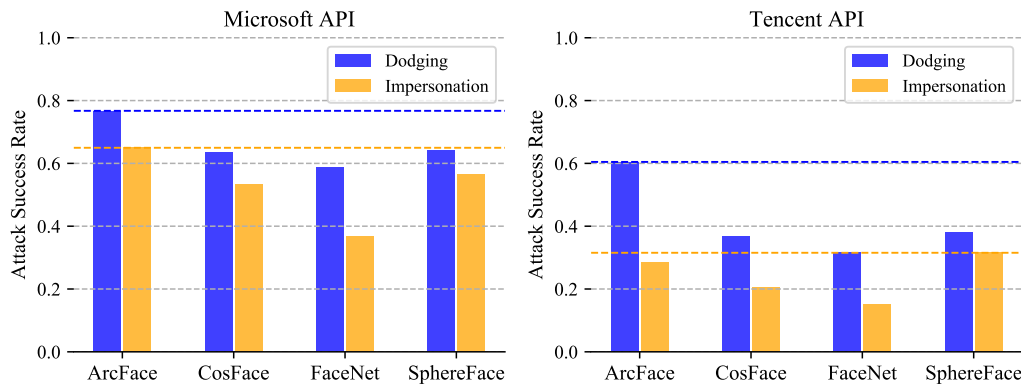 Microsoft API
Attack Success Rate
1.0
0.8
0.6
0.4
0.2
0.0
Dodging
Impersonation
ArcFace CosFace FaceNet SphereFace
Tencent API
Attack Success Rate
1.0
0.8
0.6
0.4
0.2
0.0
Dodging
Impersonation
ArcFace CosFace FaceNet SphereFace